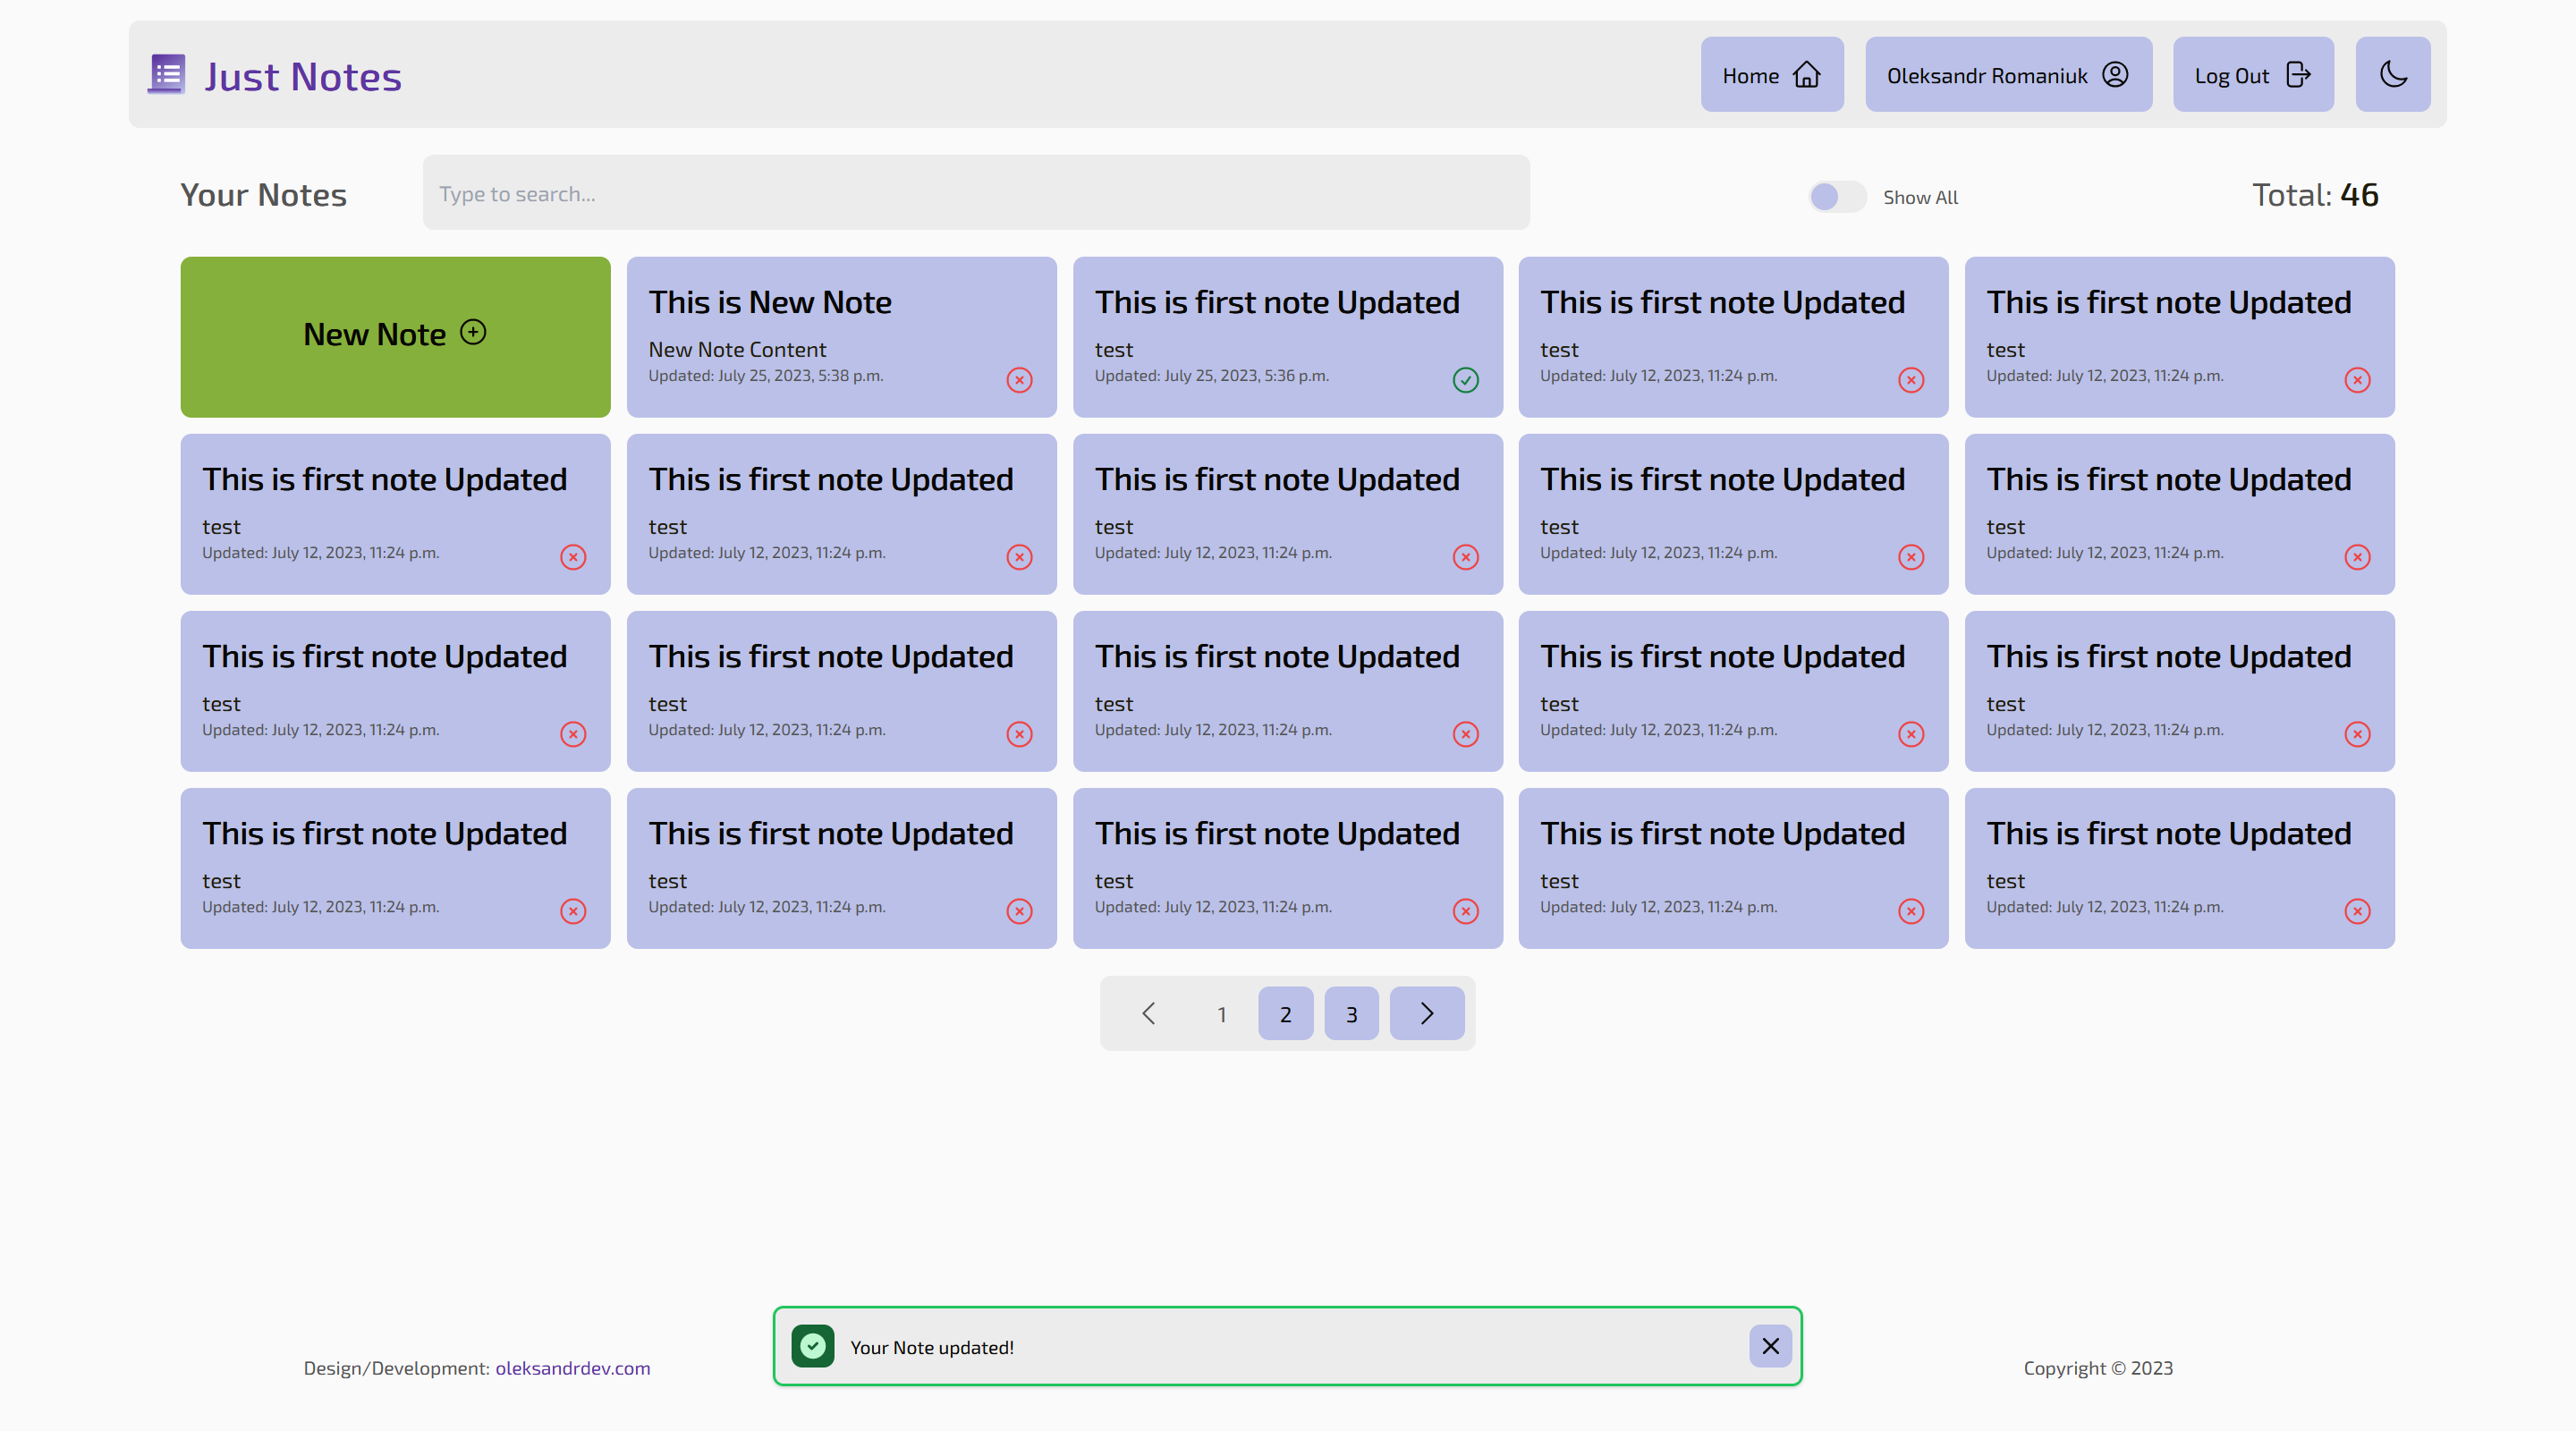 Just Notes
Home
Oleksandr Romaniuk
Log Out
Your Notes
Type to search...
Show All
Total: 46
New Note
This is New Note
New Note Content
Updated: July 25, 2023, 5:38 p.m.
This is first note Updated
test
Updated: July 25, 2023, 5:36 p.m.
This is first note Updated
test
Updated: July 12, 2023, 11:24 p.m.
This is first note Updated
test
Updated: July 12, 2023, 11:24 p.m.
This is first note Updated
test
Updated: July 12, 2023, 11:24 p.m.
This is first note Updated
test
Updated: July 12, 2023, 11:24 p.m.
This is first note Updated
test
Updated: July 12, 2023, 11:24 p.m.
This is first note Updated
test
Updated: July 12, 2023, 11:24 p.m.
This is first note Updated
test
Updated: July 12, 2023, 11:24 p.m.
This is first note Updated
test
Updated: July 12, 2023, 11:24 p.m.
This is first note Updated
test
Updated: July 12, 2023, 11:24 p.m.
This is first note Updated
test
Updated: July 12, 2023, 11:24 p.m.
This is first note Updated
test
Updated: July 12, 2023, 11:24 p.m.
This is first note Updated
test
Updated: July 12, 2023, 11:24 p.m.
This is first note Updated
test
Updated: July 12, 2023, 11:24 p.m.
This is first note Updated
test
Updated: July 12, 2023, 11:24 p.m.
This is first note Updated
test
Updated: July 12, 2023, 11:24 p.m.
This is first note Updated
test
Updated: July 12, 2023, 11:24 p.m.
This is first note Updated
test
Updated: July 12, 2023, 11:24 p.m.
1
2
3
Your Note updated!
Design/Development: oleksandrdev.com
Copyright © 2023